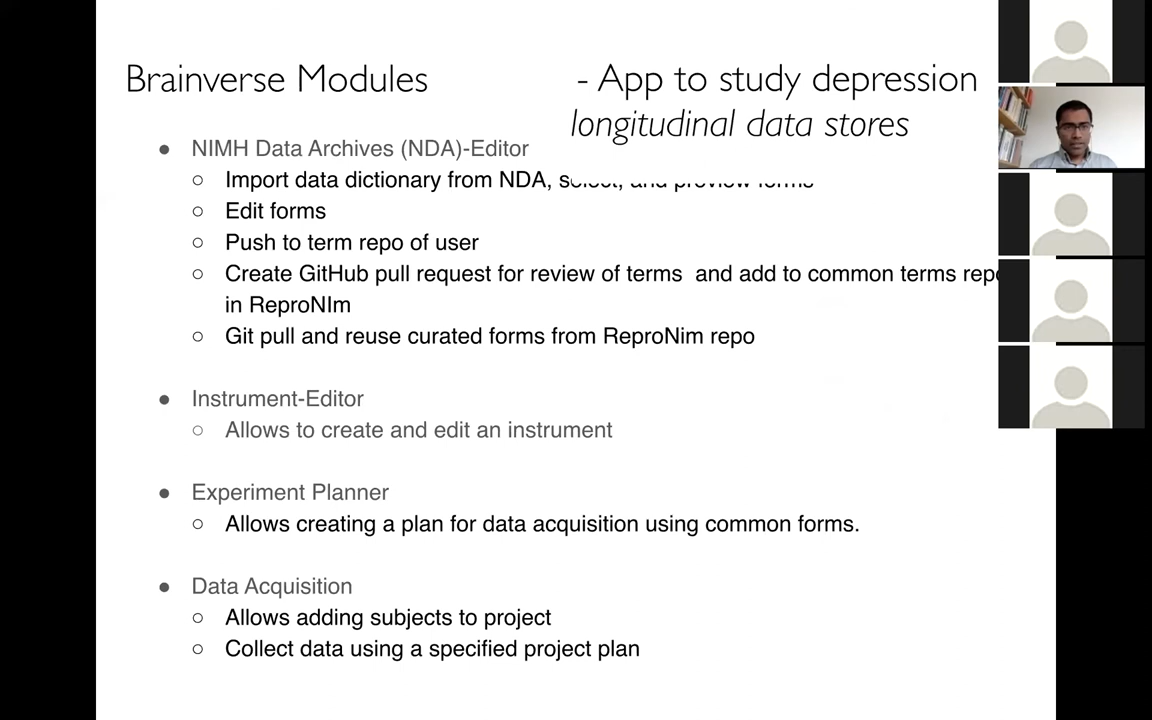 Brainverse Modules
- App to study depression
longitudinal data stores
● NIMH Data Archives (NDA)-Editor
○ Import data dictionary from NDA, select, and preview forms
○ Edit forms
○ Push to term repo of user
○ Create GitHub pull request for review of terms and add to common terms repo
in ReproNIm
○ Git pull and reuse curated forms from ReproNim repo
● Instrument-Editor
○ Allows to create and edit an instrument
● Experiment Planner
○ Allows creating a plan for data acquisition using common forms.
● Data Acquisition
○ Allows adding subjects to project
○ Collect data using a specified project plan